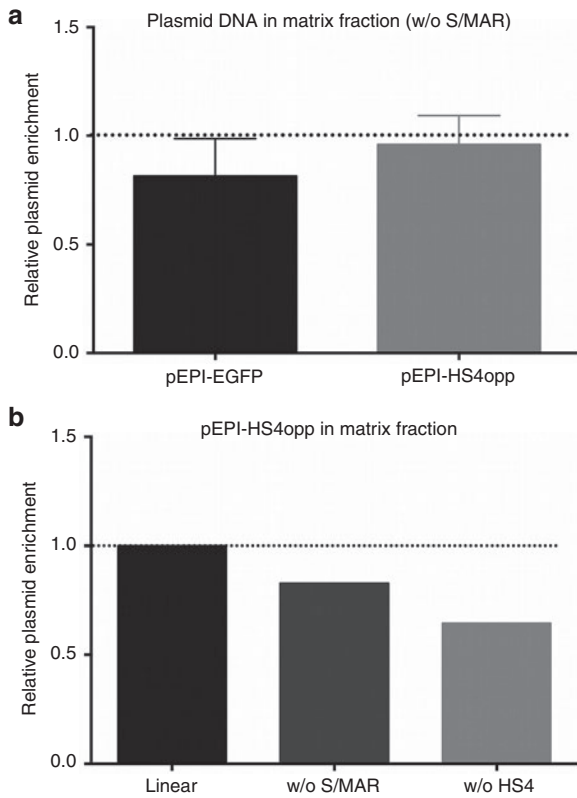 a
Plasmid DNA in matrix fraction (w/o S/MAR)
Relative plasmid enrichment
1.5
1.0
0.5
0.0
pEPI-EGFP
pEPI-HS4opp
b
pEPI-HS4opp in matrix fraction
Relative plasmid enrichment
1.5
1.0
0.5
0.0
Linear
w/o S/MAR
w/o HS4